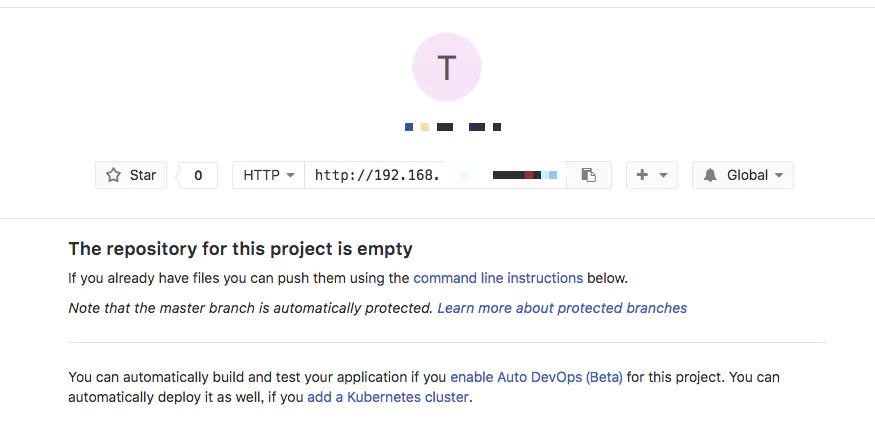 T
Star
0
HTTP
http://192.168.
Global
The repository for this project is empty
If you already have files you can push them using the command line instructions below.
Note that the master branch is automatically protected. Learn more about protected branches
You can automatically build and test your application if you enable Auto DevOps (Beta) for this project. You can
automatically deploy it as well, if you add a Kubernetes cluster.